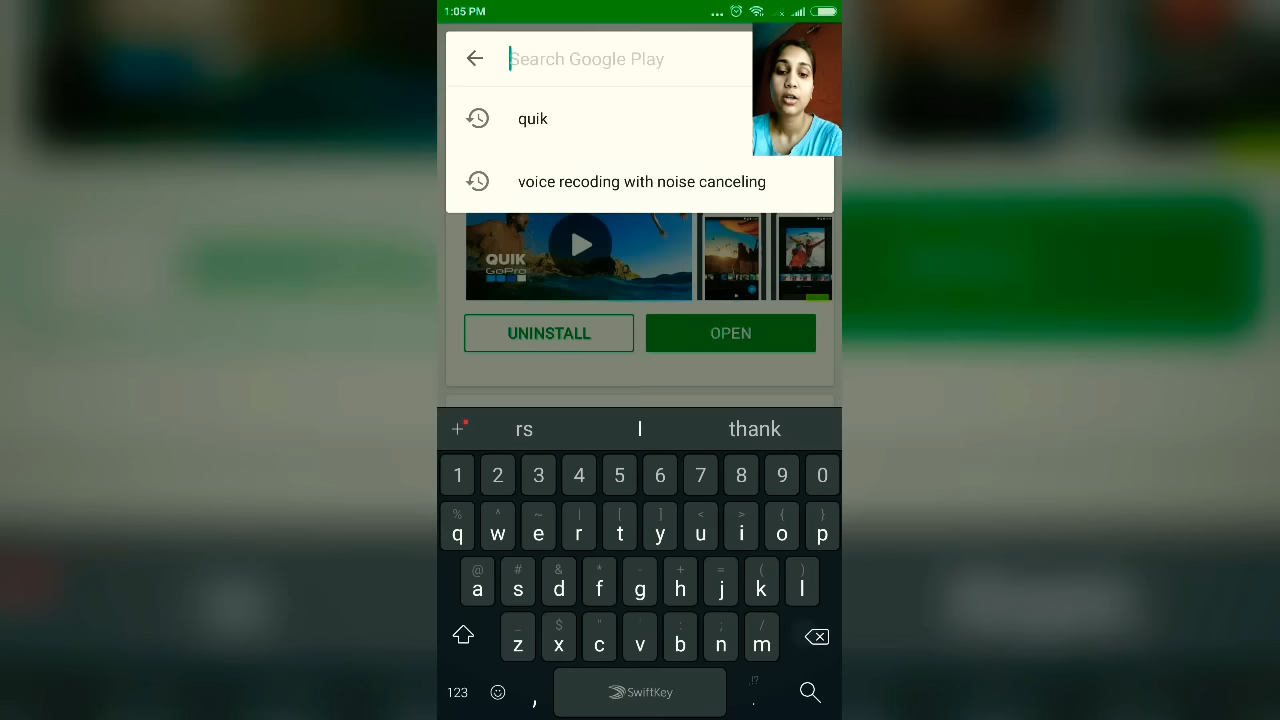 1:05 PM
Search Google Play
quik
voice recoding with noise canceling
QUIK
GoPro
UNINSTALL
OPEN
rs I thank
1 2 3 4 5 6 7 8 9 0
% ^ ~ | [ ] < > { }
q w e r t y u i o p
@ # & * - + = ( )
a s d f g h j k l
_ $ " ' : ; /
z x c v b n m
123 , SwiftKey ,!? .